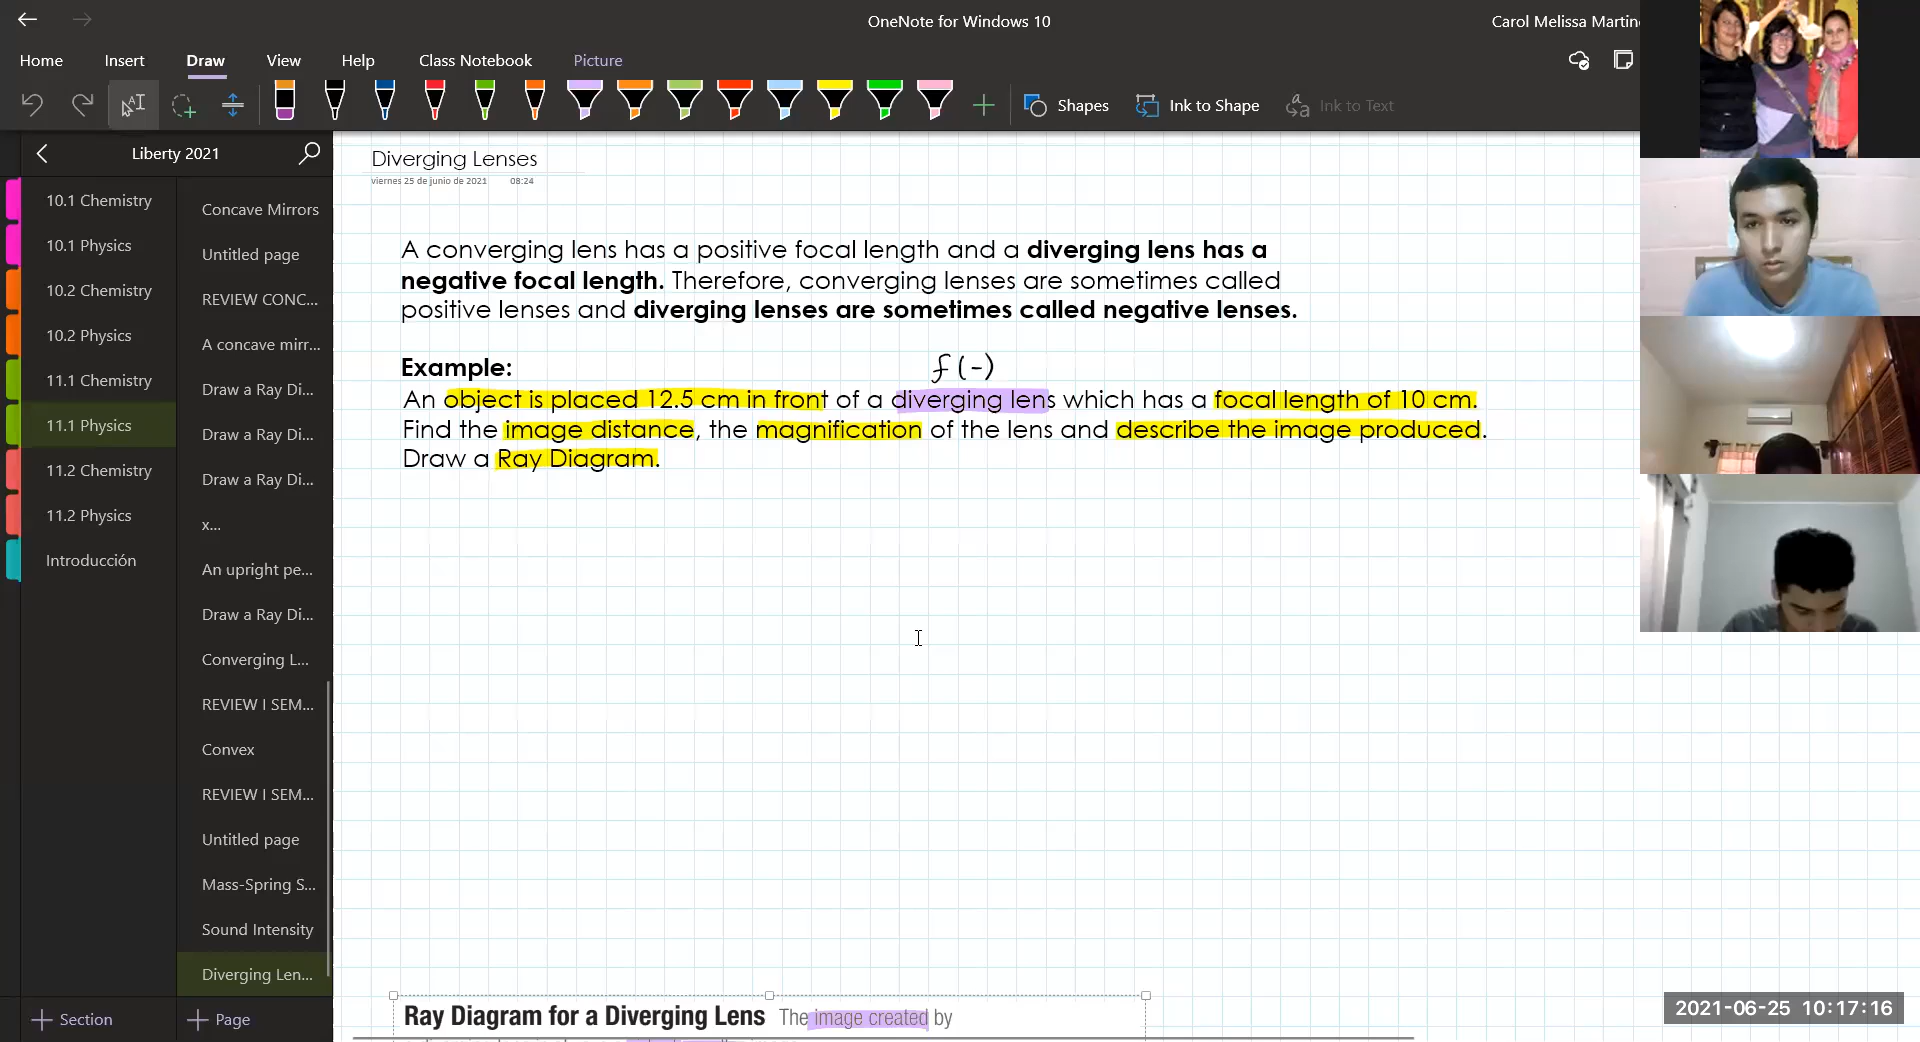 OneNote for Windows 10
Carol Melissa Martin
Home
Insert
Draw
View
Help
Class Notebook
Picture
Shapes
Ink to Shape
Ink to Text
Liberty 2021
10.1 Chemistry
10.1 Physics
10.2 Chemistry
10.2 Physics
11.1 Chemistry
11.1 Physics
11.2 Chemistry
11.2 Physics
Introducción
Concave Mirrors
Untitled page
REVIEW CONC...
A concave mirr...
Draw a Ray Di...
Draw a Ray Di...
Draw a Ray Di...
x...
An upright pe...
Draw a Ray Di...
Converging L...
REVIEW I SEM...
Convex
REVIEW I SEM...
Untitled page
Mass-Spring S...
Sound Intensity
Diverging Len...
Section
Page
Diverging Lenses
viernes 25 de junio de 2021 08:24
A converging lens has a positive focal length and a diverging lens has a
negative focal length. Therefore, converging lenses are sometimes called
positive lenses and diverging lenses are sometimes called negative lenses.
Example:
f (-)
An object is placed 12.5 cm in front of a diverging lens which has a focal length of 10 cm.
Find the image distance, the magnification of the lens and describe the image produced.
Draw a Ray Diagram.
Ray Diagram for a Diverging Lens The image created by
2021-06-25 10:17:16